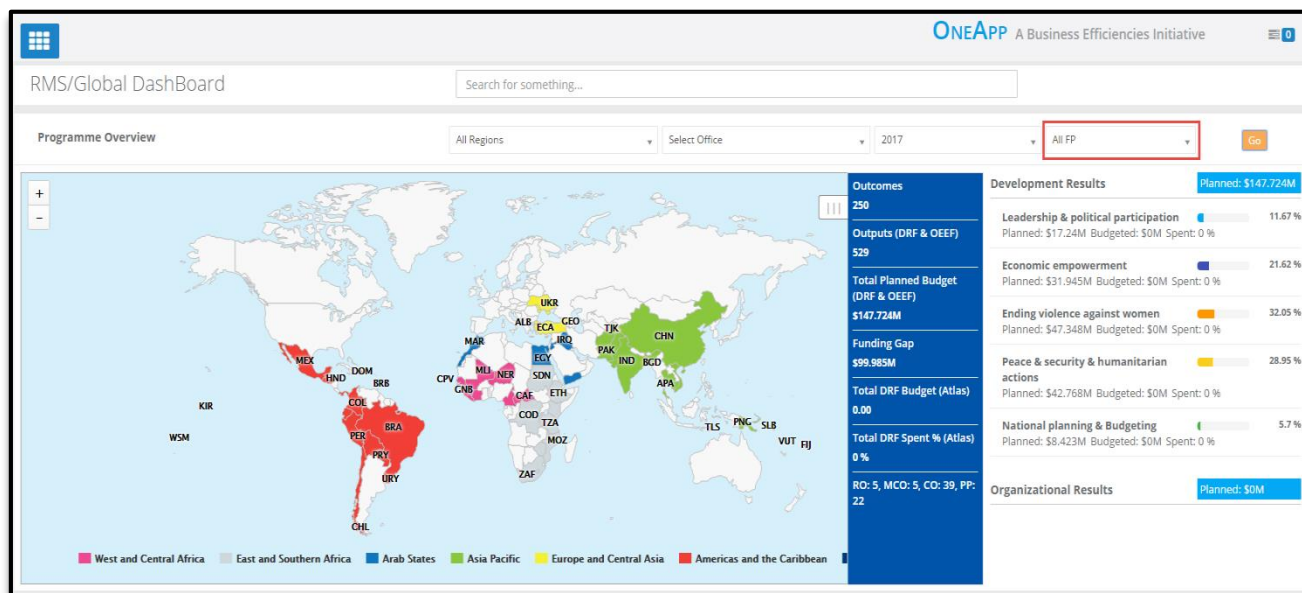 ONEAPP A Business Efficiencies Initiative
0
RMS/Global DashBoard
Search for something...
Programme Overview
All Regions
Select Office
2017
All FP
Go
+
−
UKR
ALB
ECA
GEO
TJK
CHN
MAR
IRQ
PAK
EGY
IND
BGD
MEX
DOM
HND
BRB
CPV
MLI
NER
SDN
APA
GNB
CAF
ETH
COL
KIR
COD
TZA
BRA
TLS
PNG
SLB
WSM
PER
MOZ
VUT
FIJ
PRY
ZAF
URY
CHL
West and Central Africa
East and Southern Africa
Arab States
Asia Pacific
Europe and Central Asia
Americas and the Caribbean
Outcomes
250
Outputs (DRF & OEEF)
529
Total Planned Budget
(DRF & OEEF)
$147.724M
Funding Gap
$99.985M
Total DRF Budget (Atlas)
0.00
Total DRF Spent % (Atlas)
0 %
RO: 5, MCO: 5, CO: 39, PP:
22
Development Results
Planned: $147.724M
Leadership & political participation
11.67 %
Planned: $17.24M Budgeted: $0M Spent: 0 %
Economic empowerment
21.62 %
Planned: $31.945M Budgeted: $0M Spent: 0 %
Ending violence against women
32.05 %
Planned: $47.348M Budgeted: $0M Spent: 0 %
Peace & security & humanitarian
28.95 %
actions
Planned: $42.768M Budgeted: $0M Spent: 0 %
National planning & Budgeting
5.7 %
Planned: $8.423M Budgeted: $0M Spent: 0 %
Organizational Results
Planned: $0M